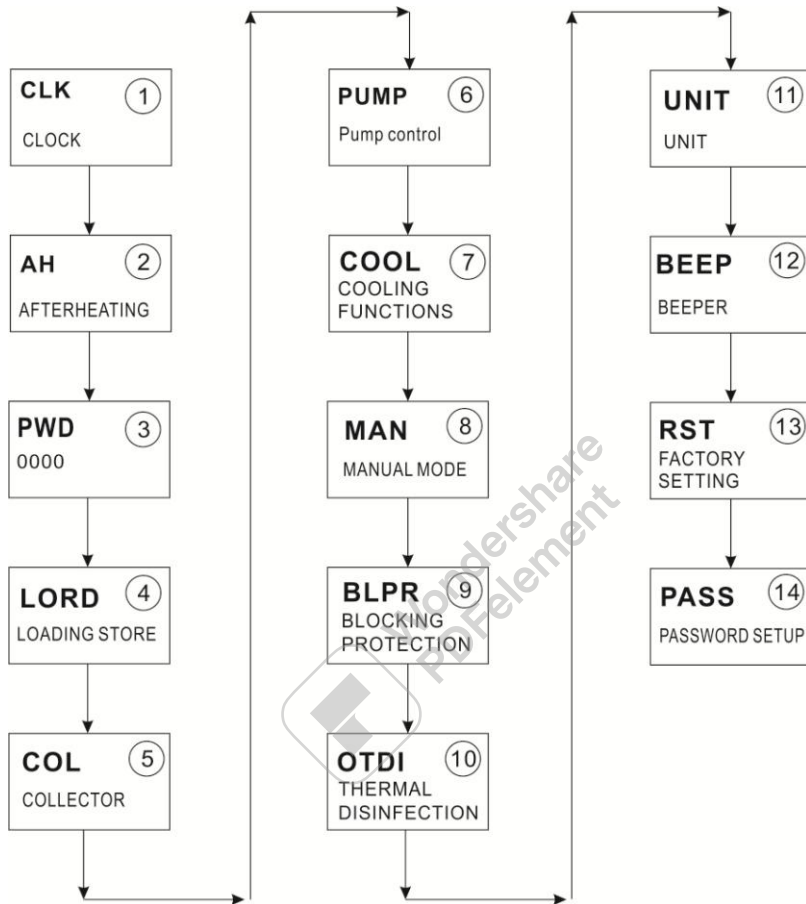 CLK 1
CLOCK
AH 2
AFTERHEATING
PWD 3
0000
LORD 4
LOADING STORE
COL 5
COLLECTOR
PUMP 6
Pump control
COOL 7
COOLING
FUNCTIONS
MAN 8
MANUAL MODE
BLPR 9
BLOCKING
PROTECTION
OTDI 10
THERMAL
DISINFECTION
UNIT 11
UNIT
BEEP 12
BEEPER
RST 13
FACTORY
SETTING
PASS 14
PASSWORD SETUP
Wondershare
PDFelement